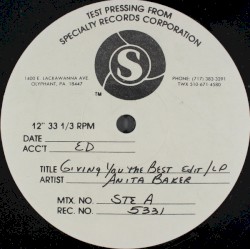 TEST PRESSING FROM
SPECIALTY RECORDS CORPORATION
1400 E. LACKAWANNA AVE.
OLYPHANT, PA. 18447
S
PHONE: (717) 383 3291
TWX 510 671 4580
TM
12" 33 1/3 RPM
DATE
ACC'T ED
TITLE Giving You the Best Edit/LP
ARTIST ANITA BAKER
MTX NO. STE A
REC. NO. 5331